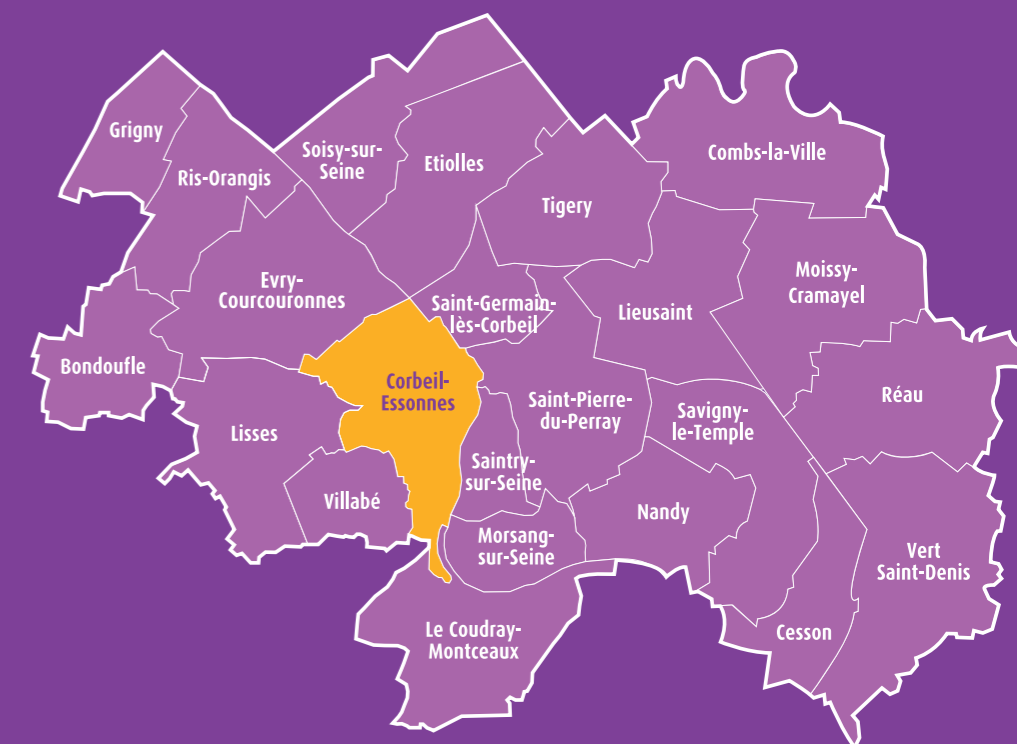 Grigny
Ris-Orangis
Soisy-sur-
Seine
Etiolles
Tigery
Combs-la-Ville
Evry-
Courcouronnes
Saint-Germain-
lès-Corbeil
Lieusaint
Moissy-
Cramayel
Bondoufle
Corbeil-
Essonnes
Saint-Pierre-
du-Perray
Savigny-
le-Temple
Réau
Lisses
Saintry-
sur-Seine
Villabé
Morsang-
sur-Seine
Nandy
Vert
Saint-Denis
Le Coudray-
Montceaux
Cesson